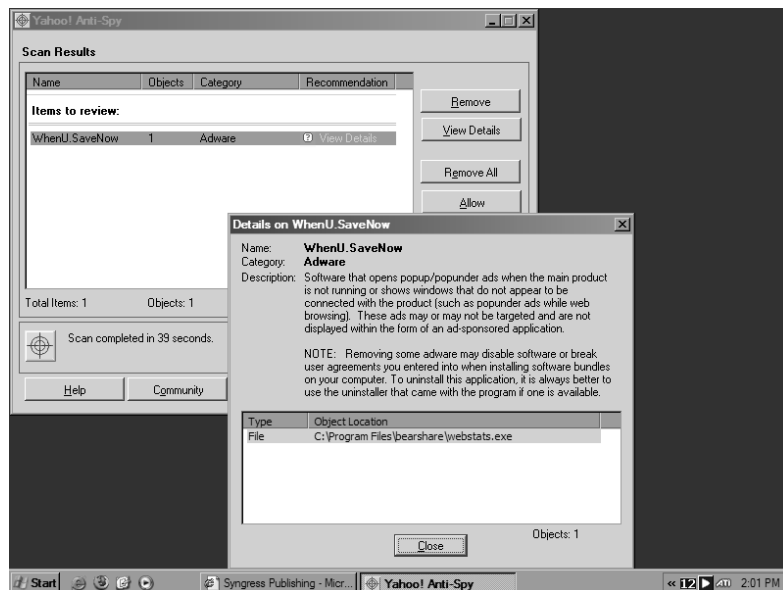 Yahoo! Anti-Spy
Scan Results
Name Objects Category Recommendation
Items to review:
WhenU.SaveNow 1 Adware View Details
Remove
View Details
Remove All
Allow
Total Items: 1 Objects: 1
Scan completed in 39 seconds.
Help Community
Details on WhenU.SaveNow
Name: WhenU.SaveNow
Category: Adware
Description: Software that opens popup/popunder ads when the main product
is not running or shows windows that do not appear to be
connected with the product (such as popunder ads while web
browsing). These ads may or may not be targeted and are not
displayed within the form of an ad-sponsored application.
NOTE: Removing some adware may disable software or break
user agreements you entered into when installing software bundles
on your computer. To uninstall this application, it is always better to
use the uninstaller that came with the program if one is available.
Type Object Location
File C:\Program Files\bearshare\webstats.exe
Objects: 1
Close
Start Syngress Publishing - Micr... Yahoo! Anti-Spy « 12 2:01 PM